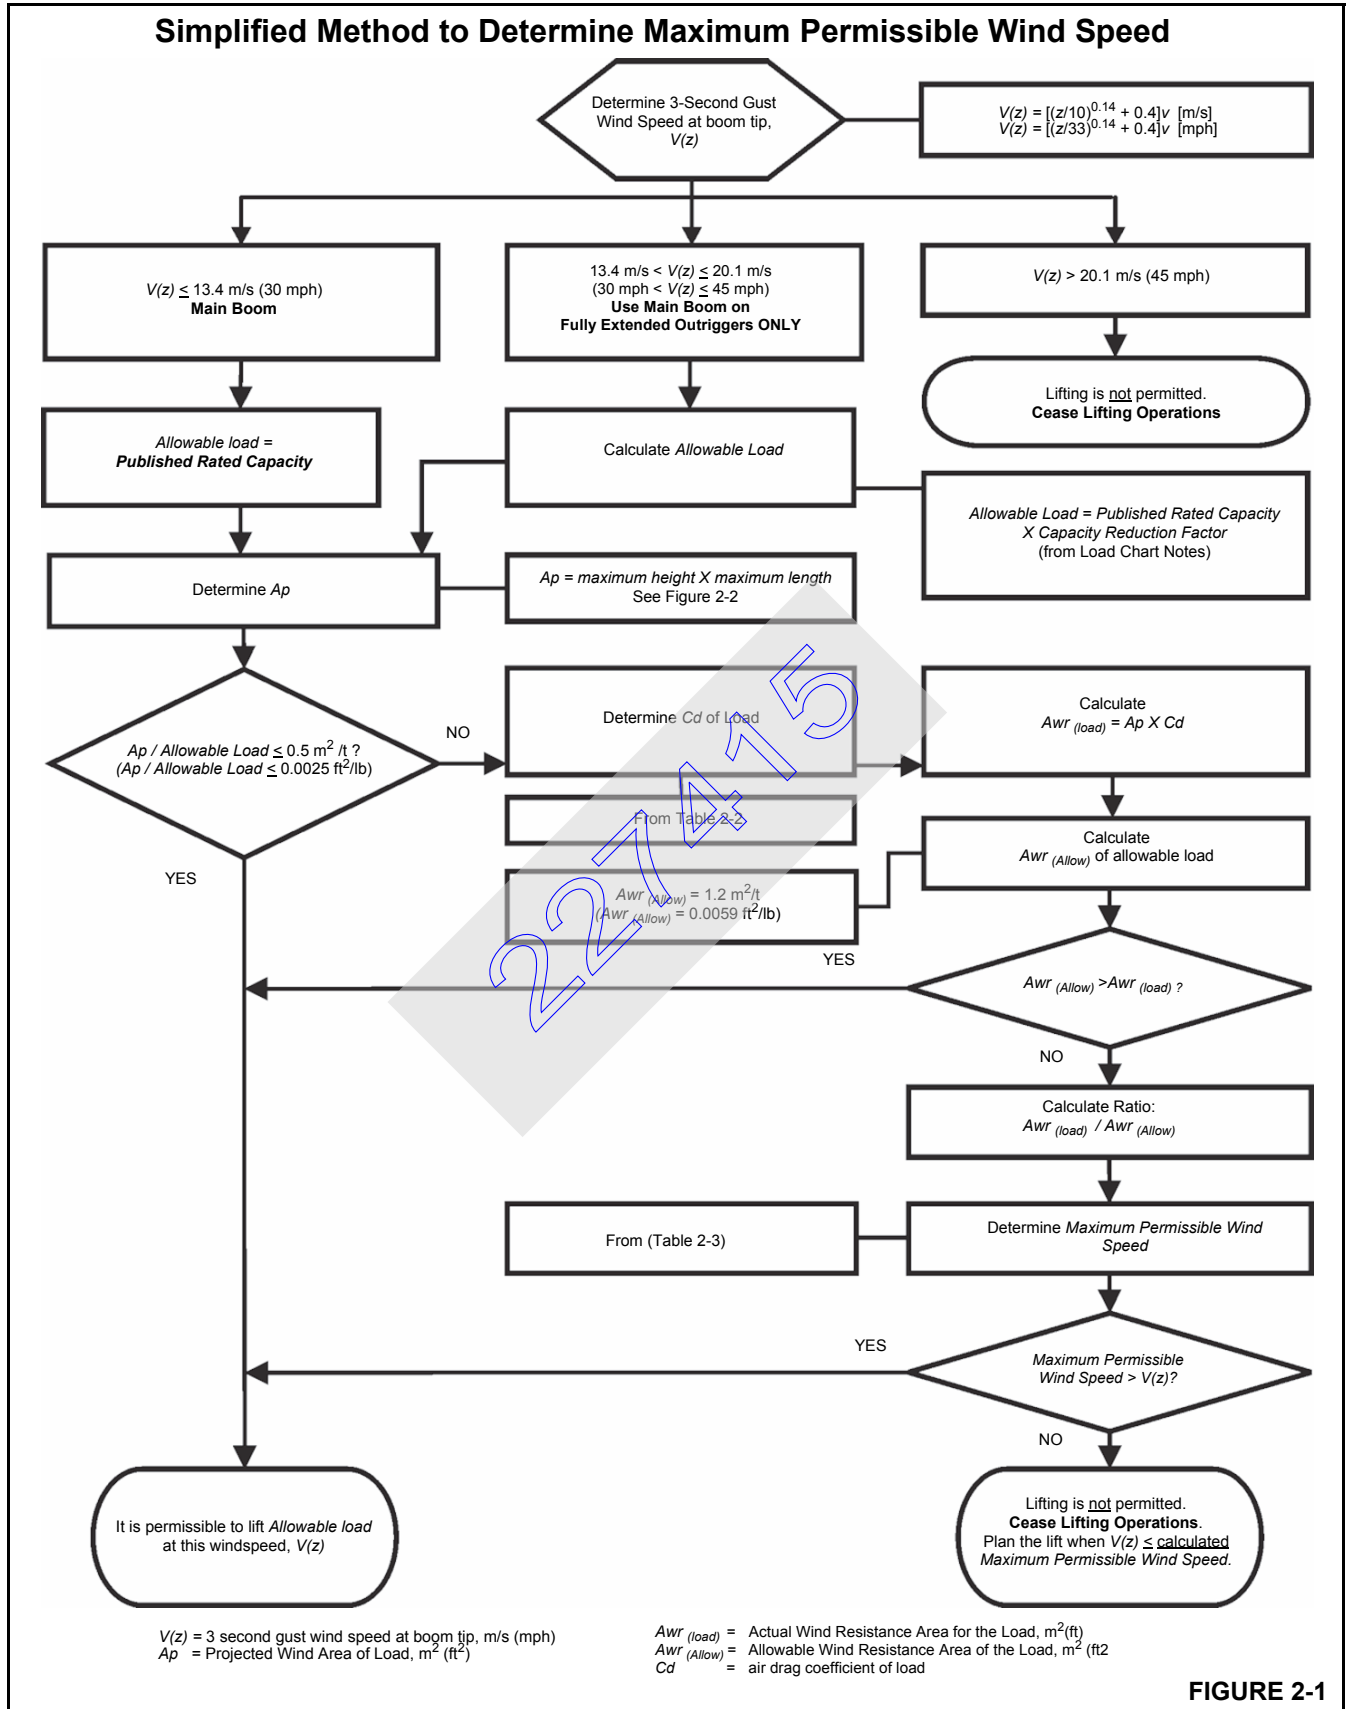 Simplified Method to Determine Maximum Permissible Wind Speed
Determine 3-Second Gust
Wind Speed at boom tip,
V(z)
V(z) = [(z/10)^0.14 + 0.4]v [m/s]
V(z) = [(z/33)^0.14 + 0.4]v [mph]
V(z) ≤ 13.4 m/s (30 mph)
Main Boom
13.4 m/s < V(z) ≤ 20.1 m/s
(30 mph < V(z) ≤ 45 mph)
Use Main Boom on
Fully Extended Outriggers ONLY
V(z) > 20.1 m/s (45 mph)
Lifting is not permitted.
Cease Lifting Operations
Allowable load =
Published Rated Capacity
Calculate Allowable Load
Allowable Load = Published Rated Capacity
X Capacity Reduction Factor
(from Load Chart Notes)
Determine Ap
Ap = maximum height X maximum length
See Figure 2-2
Ap / Allowable Load ≤ 0.5 m² /t ?
(Ap / Allowable Load ≤ 0.0025 ft²/lb)
NO
YES
Determine Cd of Load
From Table 2-2
Calculate
Awr (load) = Ap X Cd
Calculate
Awr (Allow) of allowable load
Awr (Allow) = 1.2 m²/t
(Awr (Allow) = 0.0059 ft²/lb)
YES
Awr (Allow) >Awr (load) ?
NO
Calculate Ratio:
Awr (load) / Awr (Allow)
From (Table 2-3)
Determine Maximum Permissible Wind
Speed
YES
Maximum Permissible
Wind Speed > V(z)?
NO
It is permissible to lift Allowable load
at this windspeed, V(z)
Lifting is not permitted.
Cease Lifting Operations.
Plan the lift when V(z) ≤ calculated
Maximum Permissible Wind Speed.
V(z) = 3 second gust wind speed at boom tip, m/s (mph)
Ap = Projected Wind Area of Load, m² (ft²)
Awr (load) = Actual Wind Resistance Area for the Load, m²(ft)
Awr (Allow) = Allowable Wind Resistance Area of the Load, m² (ft2
Cd = air drag coefficient of load
FIGURE 2-1
227415